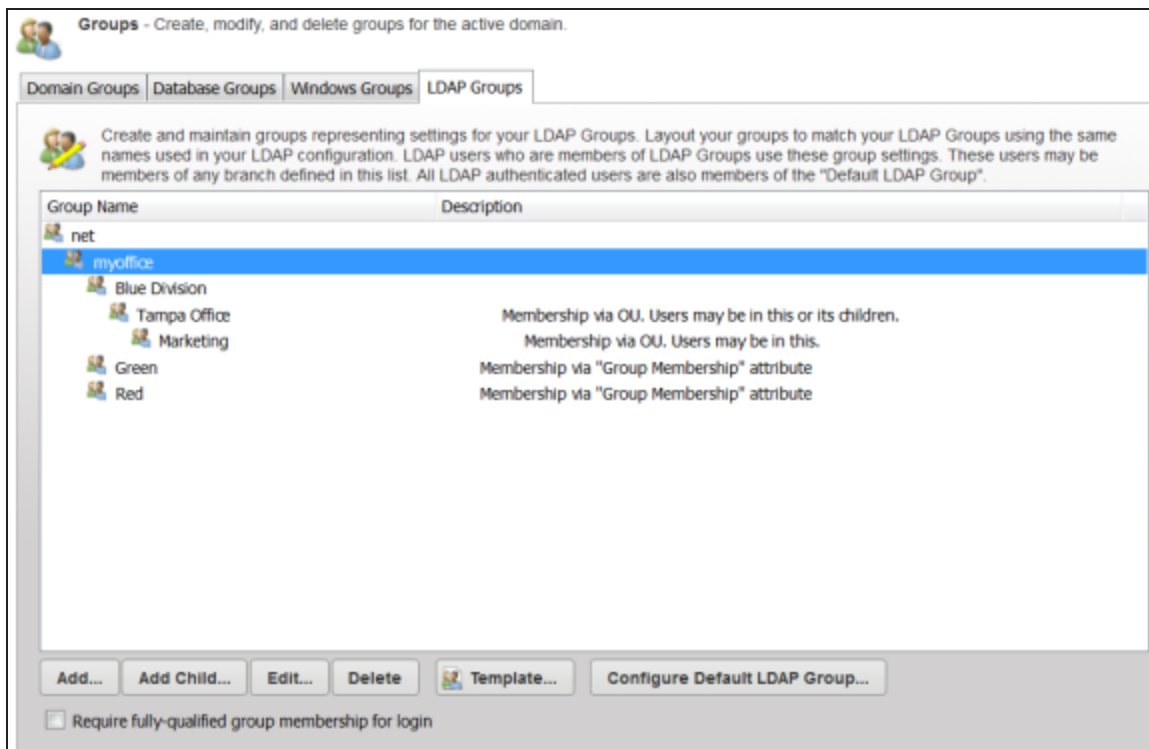 Groups - Create, modify, and delete groups for the active domain.
Domain Groups Database Groups Windows Groups LDAP Groups
Create and maintain groups representing settings for your LDAP Groups. Layout your groups to match your LDAP Groups using the same
names used in your LDAP configuration. LDAP users who are members of LDAP Groups use these group settings. These users may be
members of any branch defined in this list. All LDAP authenticated users are also members of the "Default LDAP Group".
Group Name Description
net
myoffice
Blue Division
Tampa Office Membership via OU. Users may be in this or its children.
Marketing Membership via OU. Users may be in this.
Green Membership via "Group Membership" attribute
Red Membership via "Group Membership" attribute
Add... Add Child... Edit... Delete Template... Configure Default LDAP Group...
Require fully-qualified group membership for login